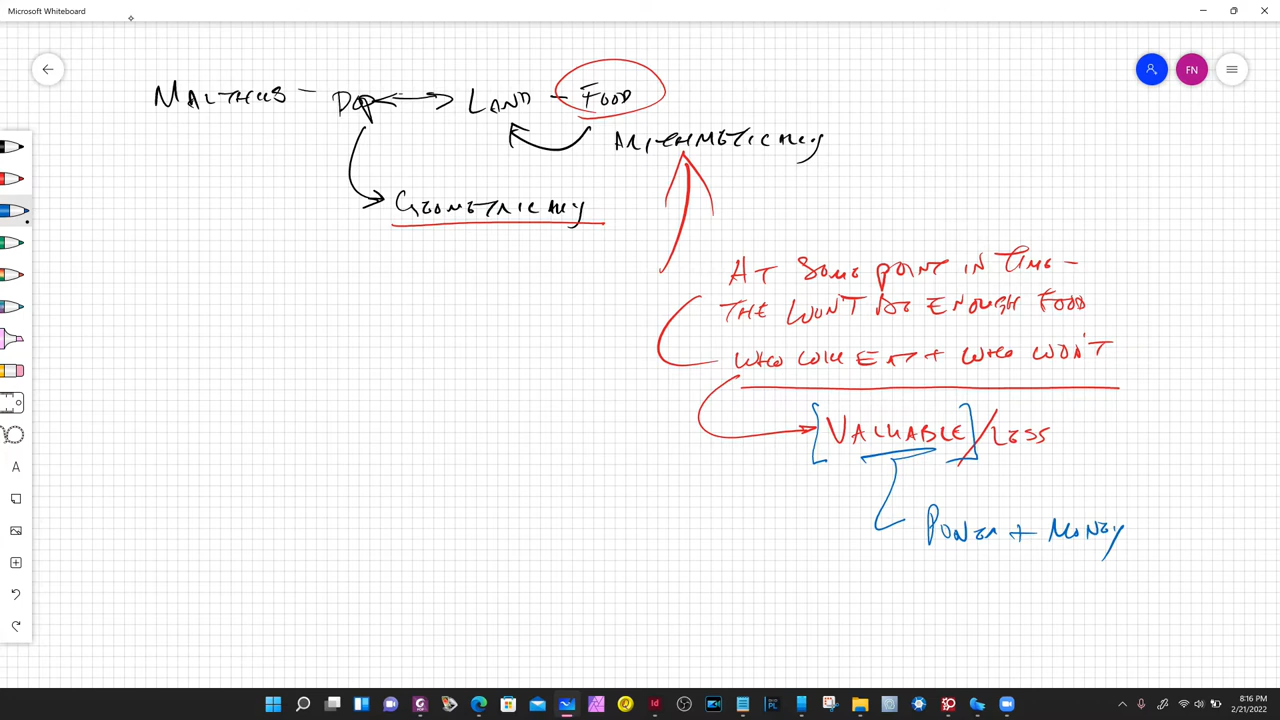 Microsoft Whiteboard
FN
MALTHUS - POP LAND - FOOD
ARITHMETICALLY
GEOMETRICALLY
AT SOME POINT IN TIME -
THE WON'T BE ENOUGH FOOD
WHO WILL EAT + WHO WON'T
[VALUABLE]/LESS
POWER + MONEY
A
8:16 PM
2/21/2022